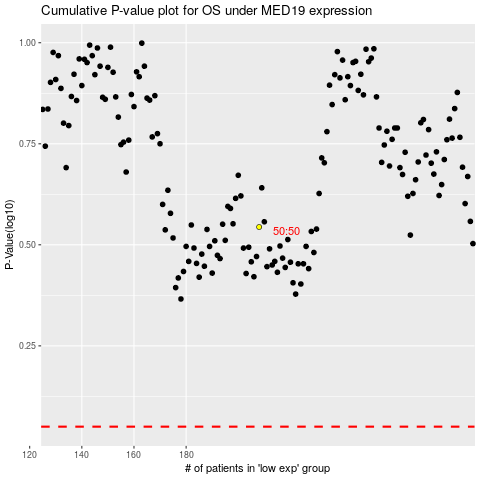 Cumulative P-value plot for OS under MED19 expression
P-Value(log10)
1.00
0.75
0.50
0.25
50:50
120 140 160 180
# of patients in 'low exp' group